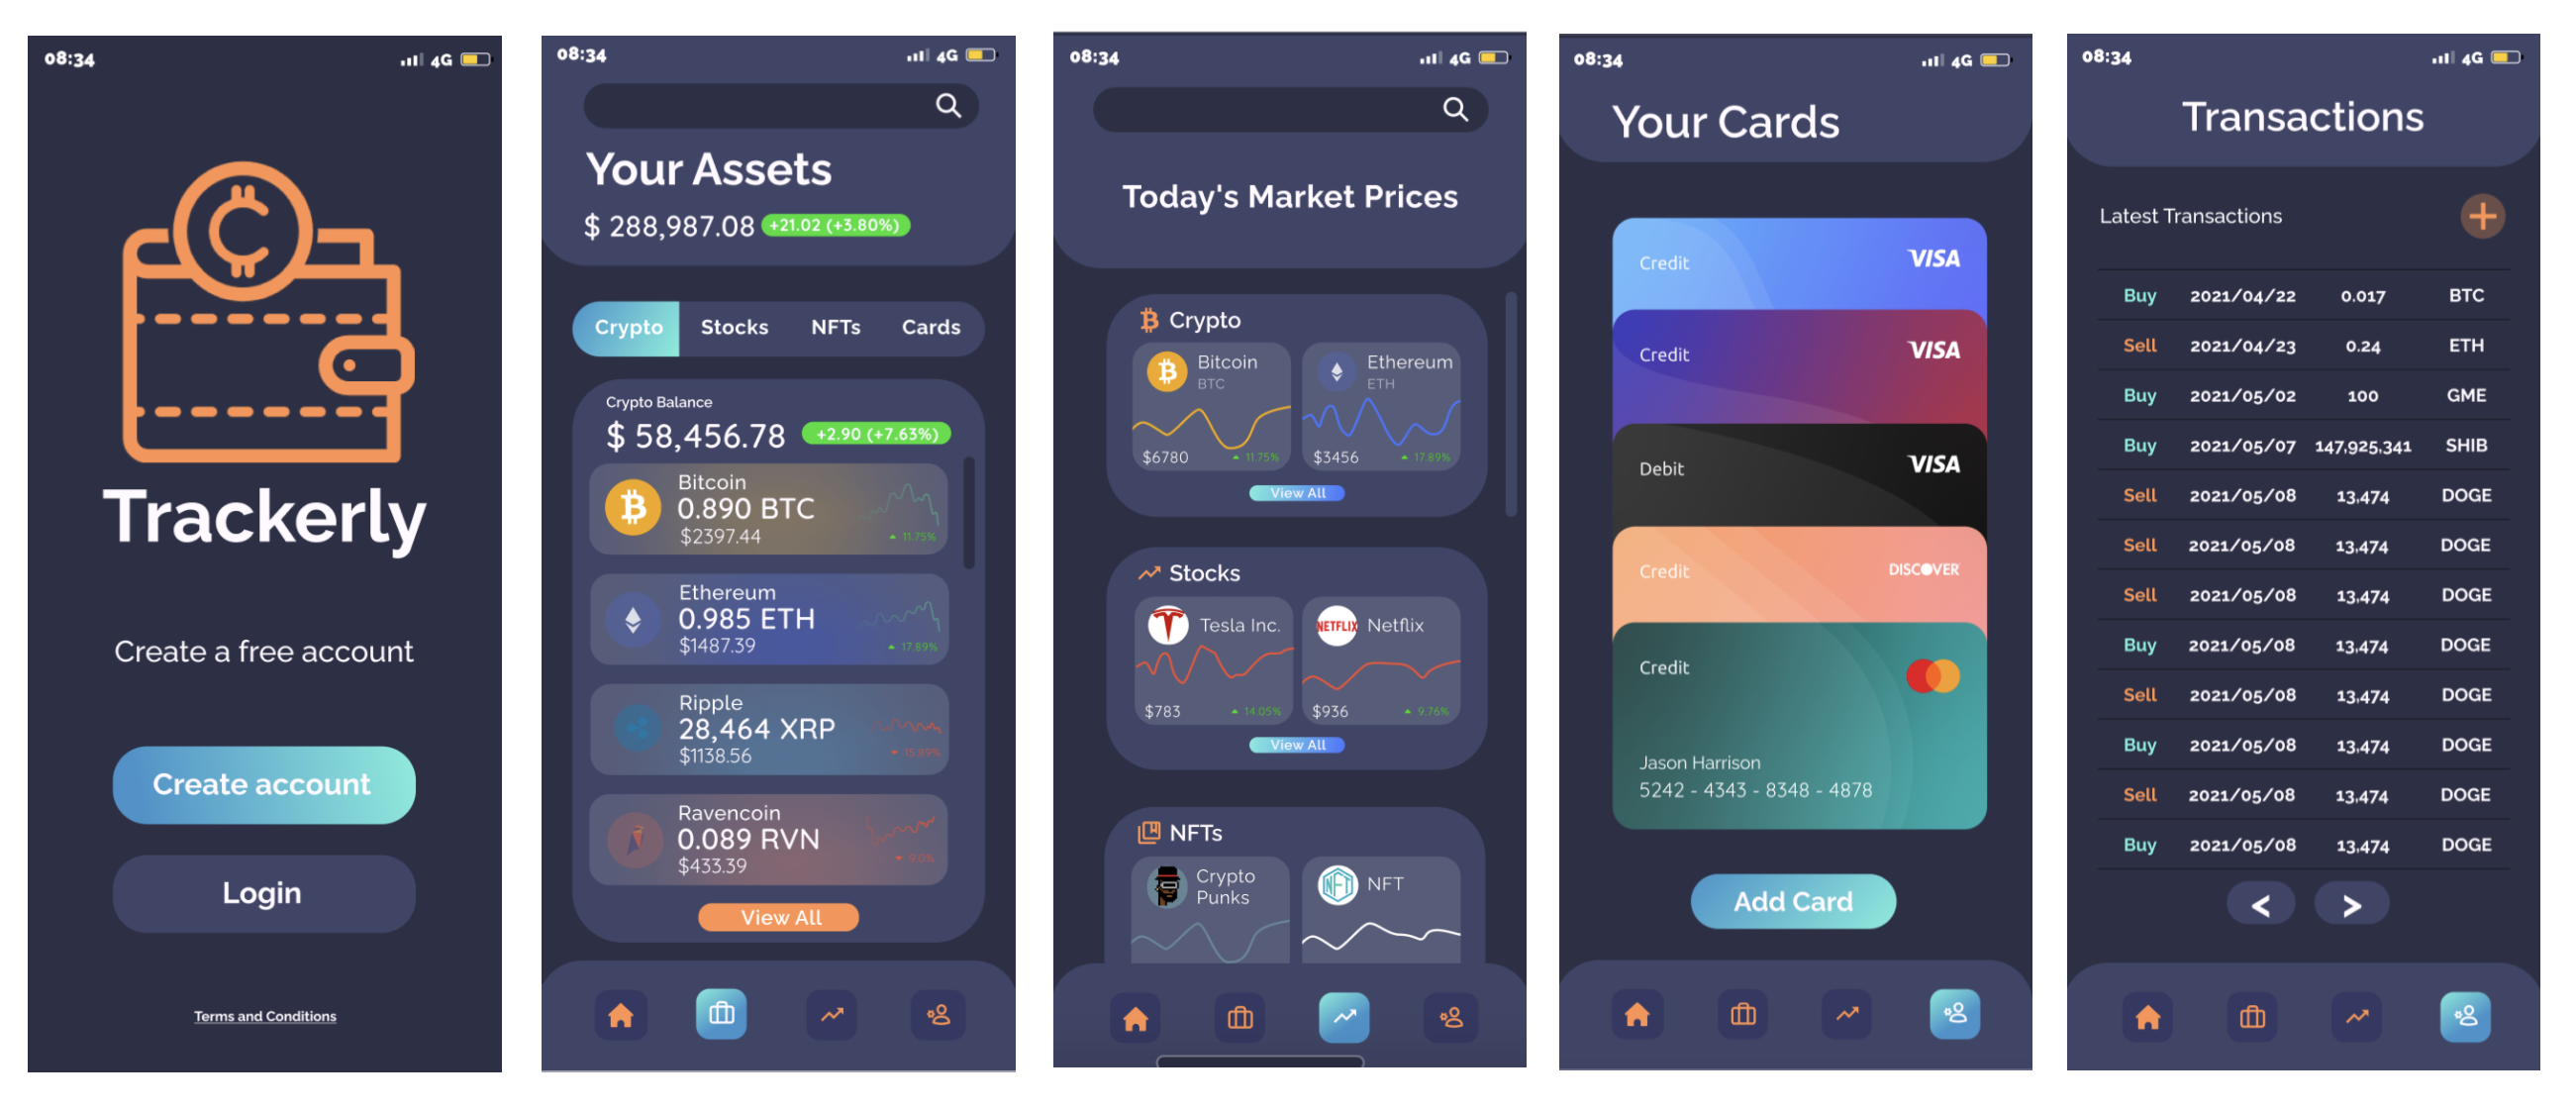 08:34
4G
Trackerly
Create a free account
Create account
Login
Terms and Conditions
08:34
4G
Your Assets
$ 288,987.08 +21.02 (+3.80%)
Crypto Stocks NFTs Cards
Crypto Balance
$ 58,456.78 +2.90 (+7.63%)
Bitcoin
0.890 BTC
$2397.44
11.75%
Ethereum
0.985 ETH
$1487.39
17.89%
Ripple
28,464 XRP
$1138.56
15.89%
Ravencoin
0.089 RVN
$433.39
9.0%
View All
08:34
4G
Today's Market Prices
Crypto
Bitcoin
BTC
$6780
11.75%
Ethereum
ETH
$3456
17.89%
View All
Stocks
Tesla Inc.
$783
14.05%
NETFLIX
Netflix
$936
9.76%
View All
NFTs
Crypto
Punks
NFT
NFT
08:34
4G
Your Cards
Credit VISA
Credit VISA
Debit VISA
Credit DISCOVER
Credit
Jason Harrison
5242 - 4343 - 8348 - 4878
Add Card
08:34
4G
Transactions
Latest Transactions
Buy 2021/04/22 0.017 BTC
Sell 2021/04/23 0.24 ETH
Buy 2021/05/02 100 GME
Buy 2021/05/07 147,925,341 SHIB
Sell 2021/05/08 13,474 DOGE
Sell 2021/05/08 13,474 DOGE
Sell 2021/05/08 13,474 DOGE
Buy 2021/05/08 13,474 DOGE
Sell 2021/05/08 13,474 DOGE
Buy 2021/05/08 13,474 DOGE
Sell 2021/05/08 13,474 DOGE
Buy 2021/05/08 13,474 DOGE
< >